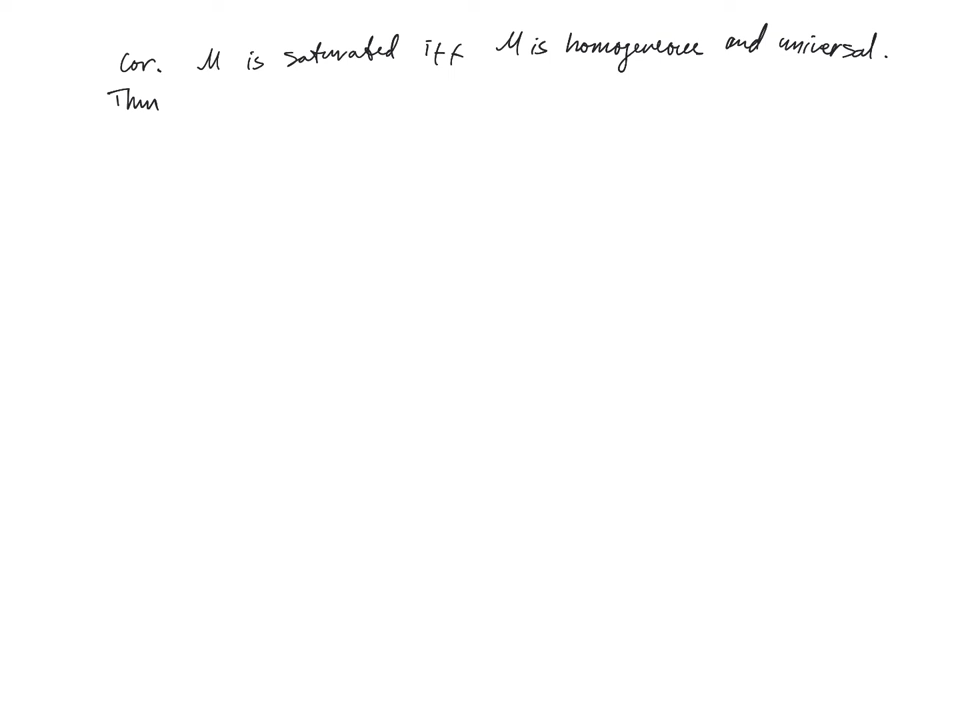 Cor. M is saturated iff M is homogeneous and universal.
Thm